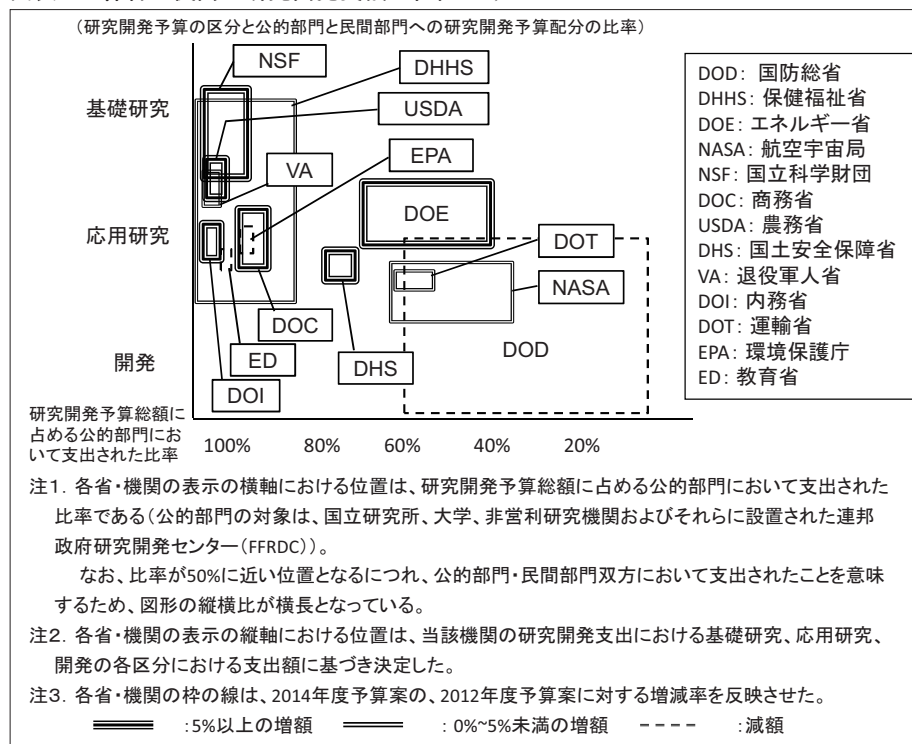 (研究開発予算の区分と公的部門と民間部門への研究開発予算配分の比率)
NSF
DHHS
基礎研究
USDA
EPA
VA
DOE
応用研究
DOT
NASA
DOC
DOD
開発
ED
DHS
DOI
DOD: 国防総省
DHHS: 保健福祉省
DOE: エネルギー省
NASA: 航空宇宙局
NSF: 国立科学財団
DOC: 商務省
USDA: 農務省
DHS: 国土安全保障省
VA: 退役軍人省
DOI: 内務省
DOT: 運輸省
EPA: 環境保護庁
ED: 教育省
研究開発予算総額に
占める公的部門にお
いて支出された比率
100% 80% 60% 40% 20%
注1. 各省・機関の表示の横軸における位置は、研究開発予算総額に占める公的部門において支出された
比率である(公的部門の対象は、国立研究所、大学、非営利研究機関およびそれらに設置された連邦
政府研究開発センター(FFRDC))。
なお、比率が50%に近い位置となるにつれ、公的部門・民間部門双方において支出されたことを意味
するため、図形の縦横比が横長となっている。
注2. 各省・機関の表示の縦軸における位置は、当該機関の研究開発支出における基礎研究、応用研究、
開発の各区分における支出額に基づき決定した。
注3. 各省・機関の枠の線は、2014年度予算案の、2012年度予算案に対する増減率を反映させた。
:5%以上の増額 :0%~5%未満の増額 :減額